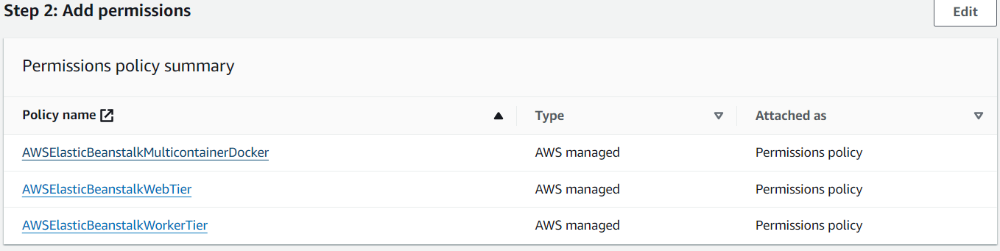 Step 2: Add permissions
Edit
Permissions policy summary
Policy name Type Attached as
AWSElasticBeanstalkMulticontainerDocker AWS managed Permissions policy
AWSElasticBeanstalkWebTier AWS managed Permissions policy
AWSElasticBeanstalkWorkerTier AWS managed Permissions policy